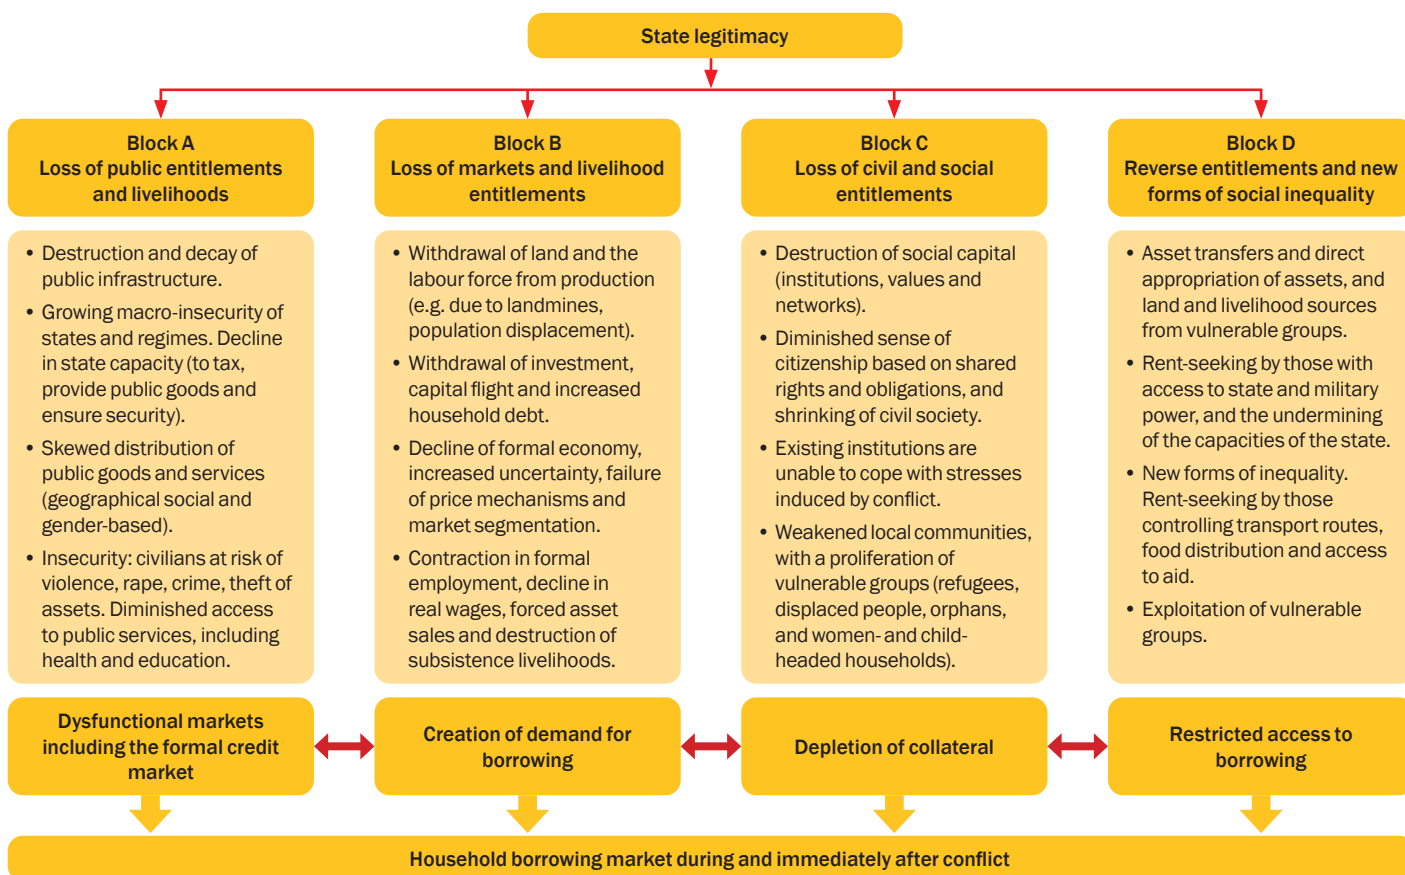 State legitimacy
Block A
Loss of public entitlements
and livelihoods
• Destruction and decay of
public infrastructure.
• Growing macro-insecurity of
states and regimes. Decline
in state capacity (to tax,
provide public goods and
ensure security).
• Skewed distribution of
public goods and services
(geographical social and
gender-based).
• Insecurity: civilians at risk of
violence, rape, crime, theft of
assets. Diminished access
to public services, including
health and education.
Dysfunctional markets
including the formal credit
market
Block B
Loss of markets and livelihood
entitlements
• Withdrawal of land and the
labour force from production
(e.g. due to landmines,
population displacement).
• Withdrawal of investment,
capital flight and increased
household debt.
• Decline of formal economy,
increased uncertainty, failure
of price mechanisms and
market segmentation.
• Contraction in formal
employment, decline in
real wages, forced asset
sales and destruction of
subsistence livelihoods.
Creation of demand for
borrowing
Block C
Loss of civil and social
entitlements
• Destruction of social capital
(institutions, values and
networks).
• Diminished sense of
citizenship based on shared
rights and obligations, and
shrinking of civil society.
• Existing institutions are
unable to cope with stresses
induced by conflict.
• Weakened local communities,
with a proliferation of
vulnerable groups (refugees,
displaced people, orphans,
and women- and child-
headed households).
Depletion of collateral
Block D
Reverse entitlements and new
forms of social inequality
• Asset transfers and direct
appropriation of assets, and
land and livelihood sources
from vulnerable groups.
• Rent-seeking by those with
access to state and military
power, and the undermining
of the capacities of the state.
• New forms of inequality.
Rent-seeking by those
controlling transport routes,
food distribution and access
to aid.
• Exploitation of vulnerable
groups.
Restricted access to
borrowing
Household borrowing market during and immediately after conflict